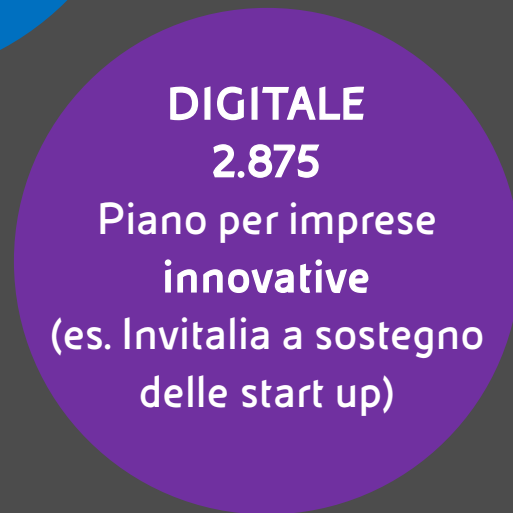 DIGITALE
2.875
Piano per imprese
innovative
(es. Invitalia a sostegno
delle start up)